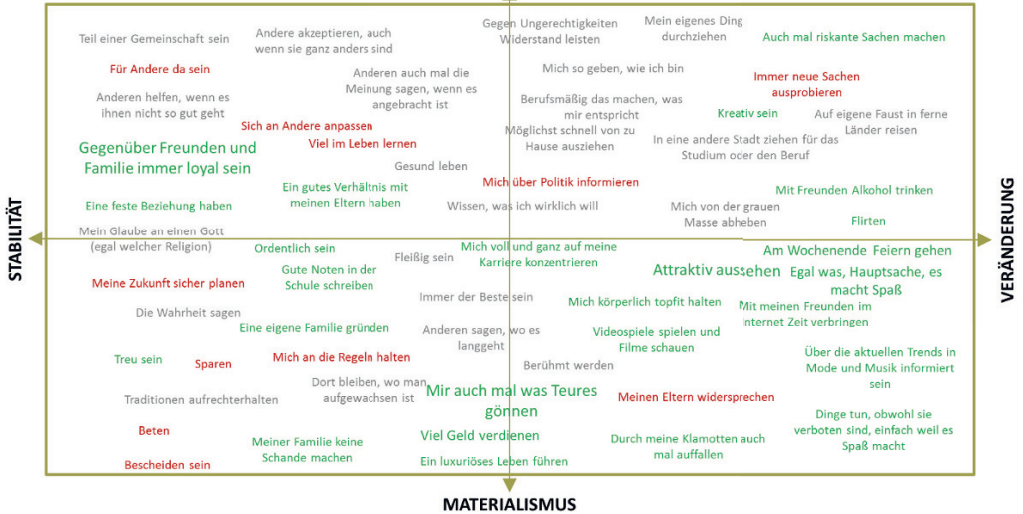 Gegen Ungerechtigkeiten
Widerstand leisten
Mein eigenes Ding
durchziehen
Teil einer Gemeinschaft sein
Andere akzeptieren, auch
wenn sie ganz anders sind
Auch mal riskante Sachen machen
Für Andere da sein
Anderen auch mal die
Meinung sagen, wenn es
angebracht ist
Mich so geben, wie ich bin
Immer neue Sachen
ausprobieren
Anderen helfen, wenn es
ihnen nicht so gut geht
Berufsmäßig das machen, was
mir entspricht
Kreativ sein
Auf eigene Faust in ferne
Länder reisen
Sich an Andere anpassen
Viel im Leben lernen
Möglichst schnell von zu
Hause ausziehen
In eine andere Stadt ziehen für das
Studium oder den Beruf
Gegenüber Freunden und
Familie immer loyal sein
Gesund leben
Mich über Politik informieren
Ein gutes Verhältnis mit
meinen Eltern haben
Mit Freunden Alkohol trinken
Eine feste Beziehung haben
Wissen, was ich wirklich will
Mich von der grauen
Masse abheben
Flirten
STABILITÄT
VERÄNDERUNG
Mein Glaube an einen Gott
(egal welcher Religion)
Ordentlich sein
Fleißig sein
Mich voll und ganz auf meine
Karriere konzentrieren
Am Wochenende Feiern gehen
Meine Zukunft sicher planen
Gute Noten in der
Schule schreiben
Attraktiv aussehen
Egal was, Hauptsache, es
macht Spaß
Immer der Beste sein
Mich körperlich topfit halten
Mit meinen Freunden im
Internet Zeit verbringen
Die Wahrheit sagen
Eine eigene Familie gründen
Anderen sagen, wo es
langgeht
Videospiele spielen und
Filme schauen
Treu sein
Sparen
Mich an die Regeln halten
Berühmt werden
Über die aktuellen Trends in
Mode und Musik informiert
sein
Traditionen aufrechterhalten
Dort bleiben, wo man
aufgewachsen ist
Mir auch mal was Teures
gönnen
Meinen Eltern widersprechen
Beten
Meiner Familie keine
Schande machen
Viel Geld verdienen
Durch meine Klamotten auch
mal auffallen
Dinge tun, obwohl sie
verboten sind, einfach weil es
Spaß macht
Bescheiden sein
Ein luxuriöses Leben führen
MATERIALISMUS